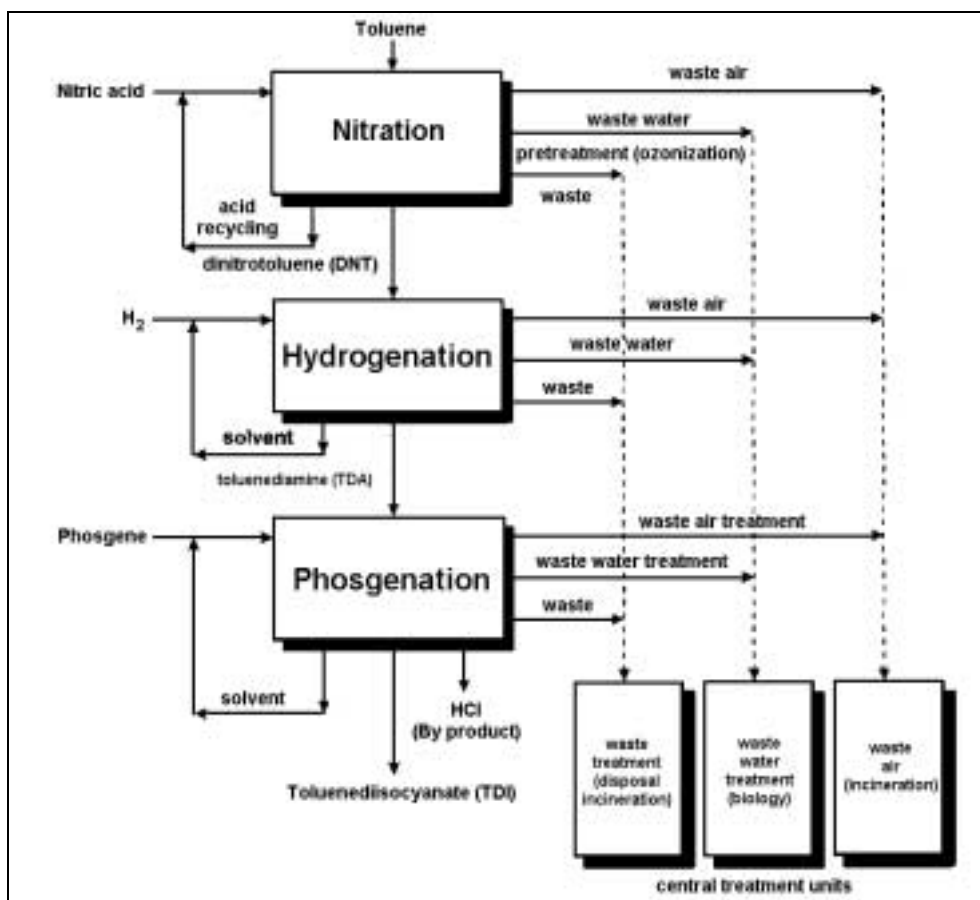 Toluene
Nitric acid
Nitration
waste air
waste water
pretreatment (ozonization)
waste
acid
recycling
dinitrotoluene (DNT)
H2
Hydrogenation
waste air
waste water
waste
solvent
toluenediamine (TDA)
Phosgene
Phosgenation
waste air treatment
waste water treatment
waste
solvent
HCl
(By product)
Toluenediisocyanate (TDI)
waste
treatment
(disposal
incineration)
waste
water
treatment
(biology)
waste
air
(incineration)
central treatment units